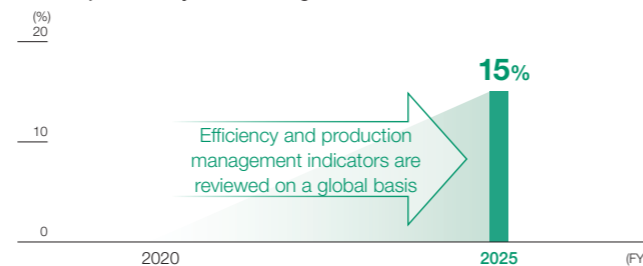 (%)
20
15%
10
Efficiency and production
management indicators are
reviewed on a global basis
0
2020
2025
(FY